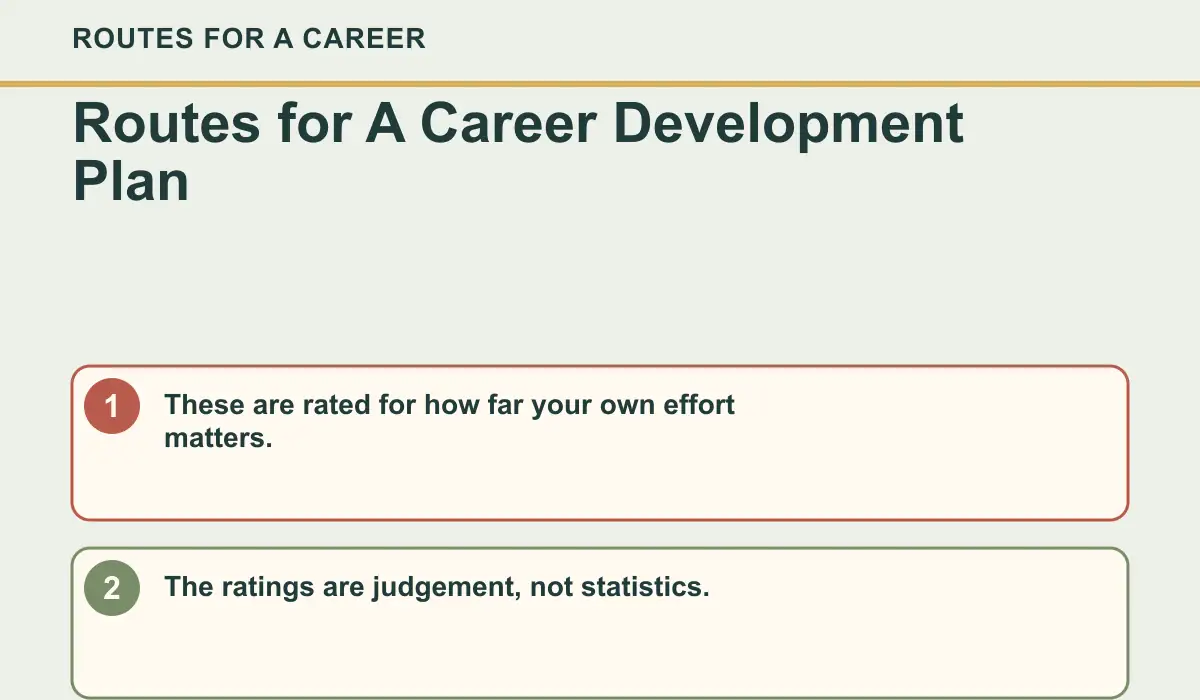 ROUTES FOR A CAREER
Routes for A Career Development
Plan
1
These are rated for how far your own effort
matters.
2
The ratings are judgement, not statistics.